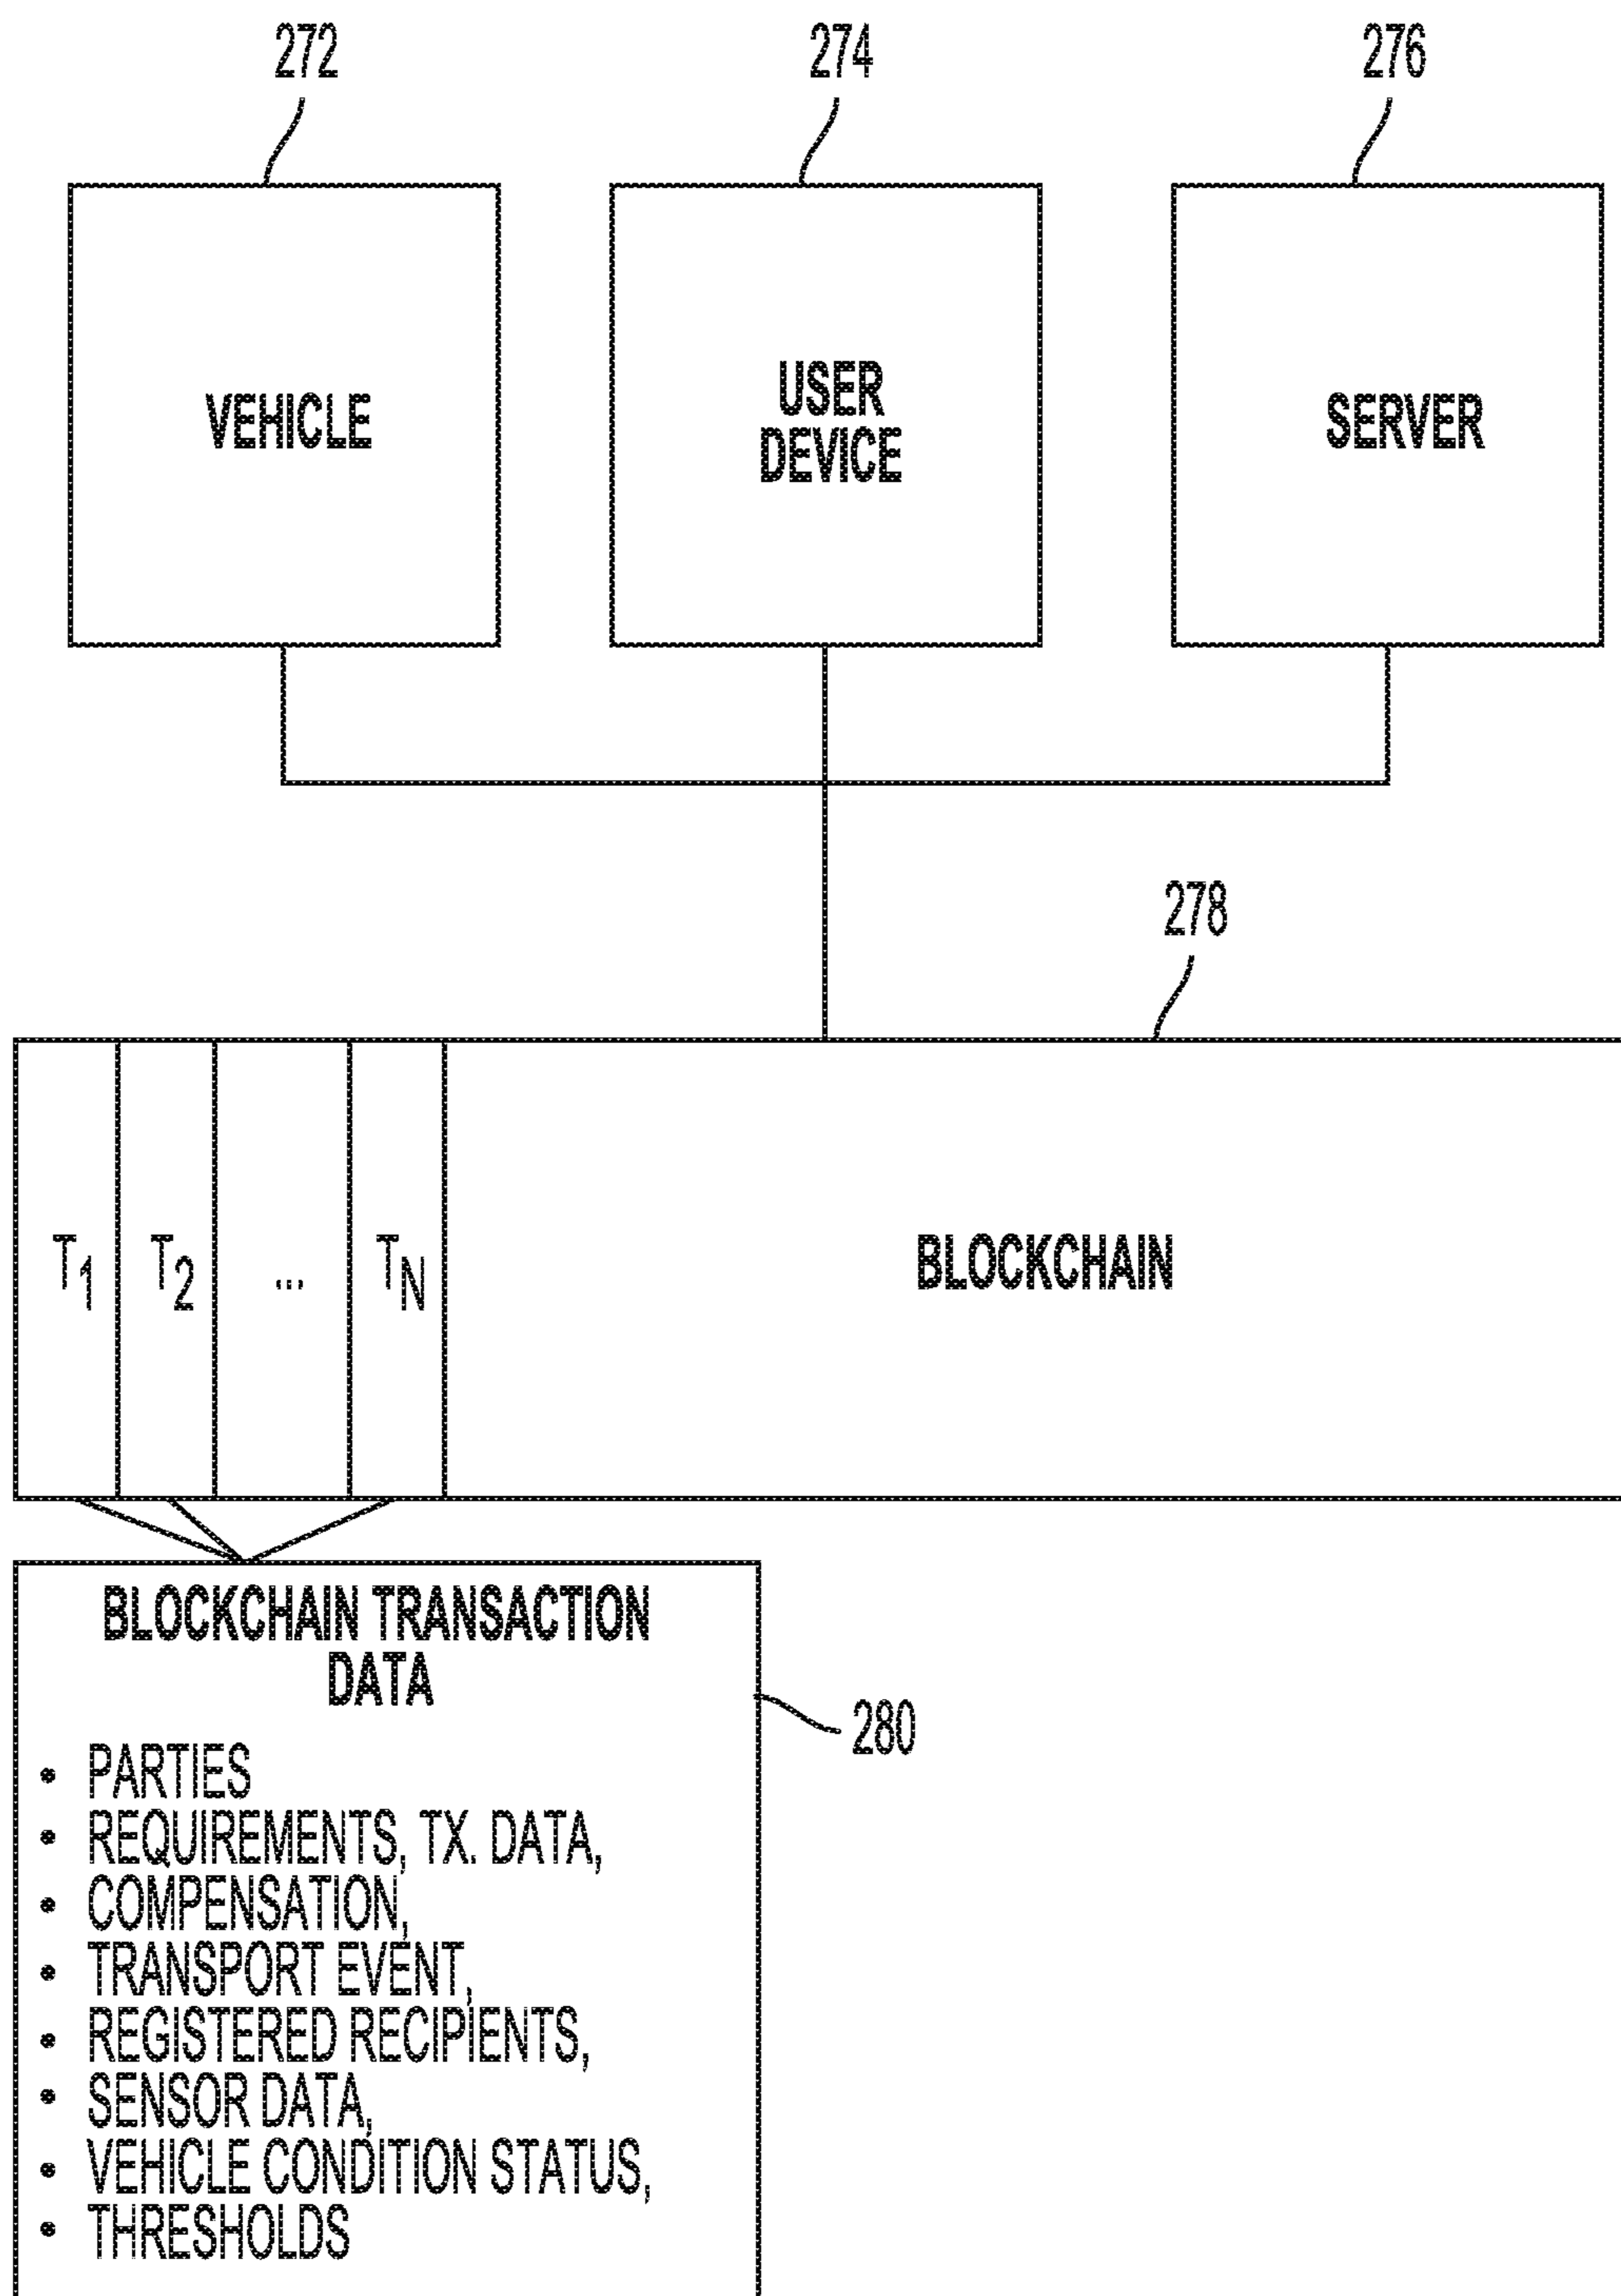 272
274
276
VEHICLE
USER
DEVICE
SERVER
278
T1
T2
...
TN
BLOCKCHAIN
BLOCKCHAIN TRANSACTION
DATA
280
• PARTIES
• REQUIREMENTS, TX. DATA,
• COMPENSATION,
• TRANSPORT EVENT,
• REGISTERED RECIPIENTS,
• SENSOR DATA,
• VEHICLE CONDITION STATUS,
• THRESHOLDS